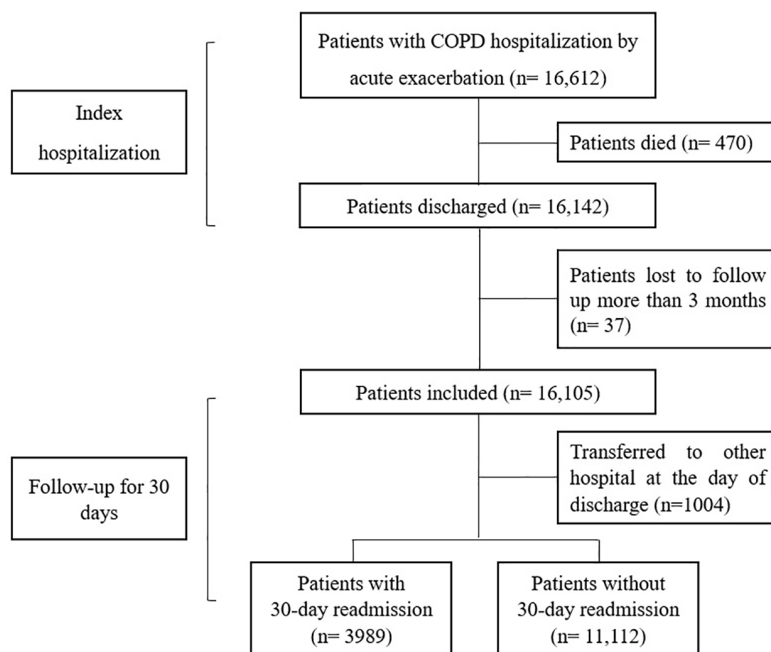 Patients with COPD hospitalization by
acute exacerbation (n= 16,612)
Index
hospitalization
Patients died (n= 470)
Patients discharged (n= 16,142)
Patients lost to follow
up more than 3 months
(n= 37)
Patients included (n= 16,105)
Transferred to other
hospital at the day of
discharge (n=1004)
Follow-up for 30
days
Patients with
30-day readmission
(n= 3989)
Patients without
30-day readmission
(n= 11,112)